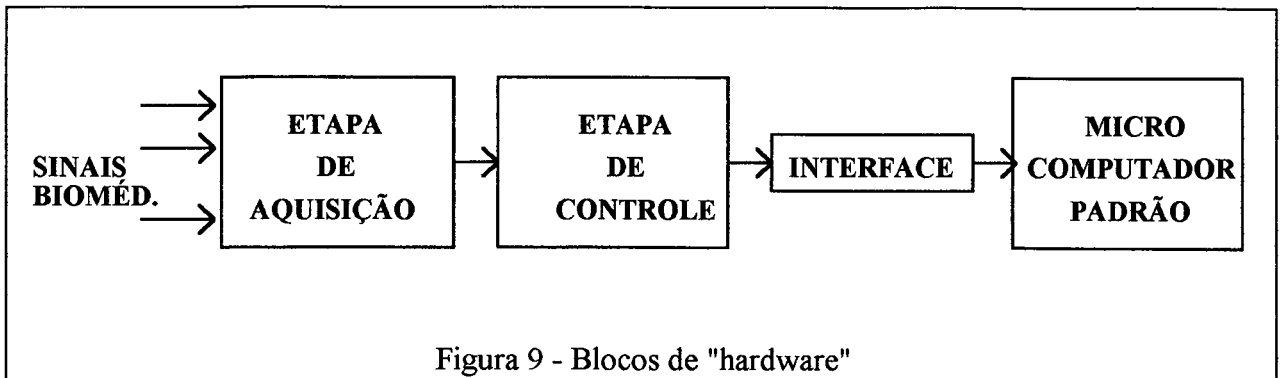 SINAIS
BIOMÉD.
ETAPA
DE
AQUISIÇÃO
ETAPA
DE
CONTROLE
INTERFACE
MICRO
COMPUTADOR
PADRÃO
Figura 9 - Blocos de "hardware"